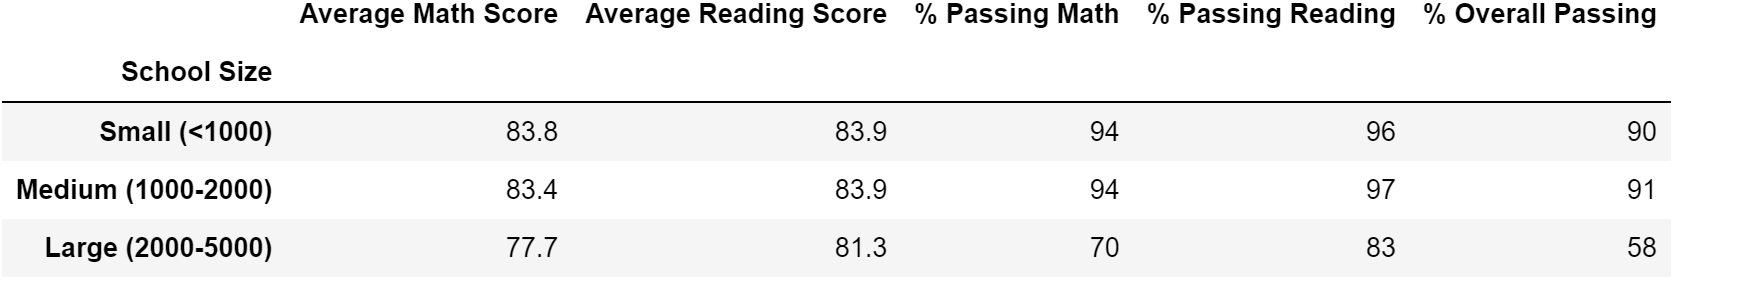 Average Math Score Average Reading Score % Passing Math % Passing Reading % Overall Passing
School Size
Small (<1000) 83.8 83.9 94 96 90
Medium (1000-2000) 83.4 83.9 94 97 91
Large (2000-5000) 77.7 81.3 70 83 58